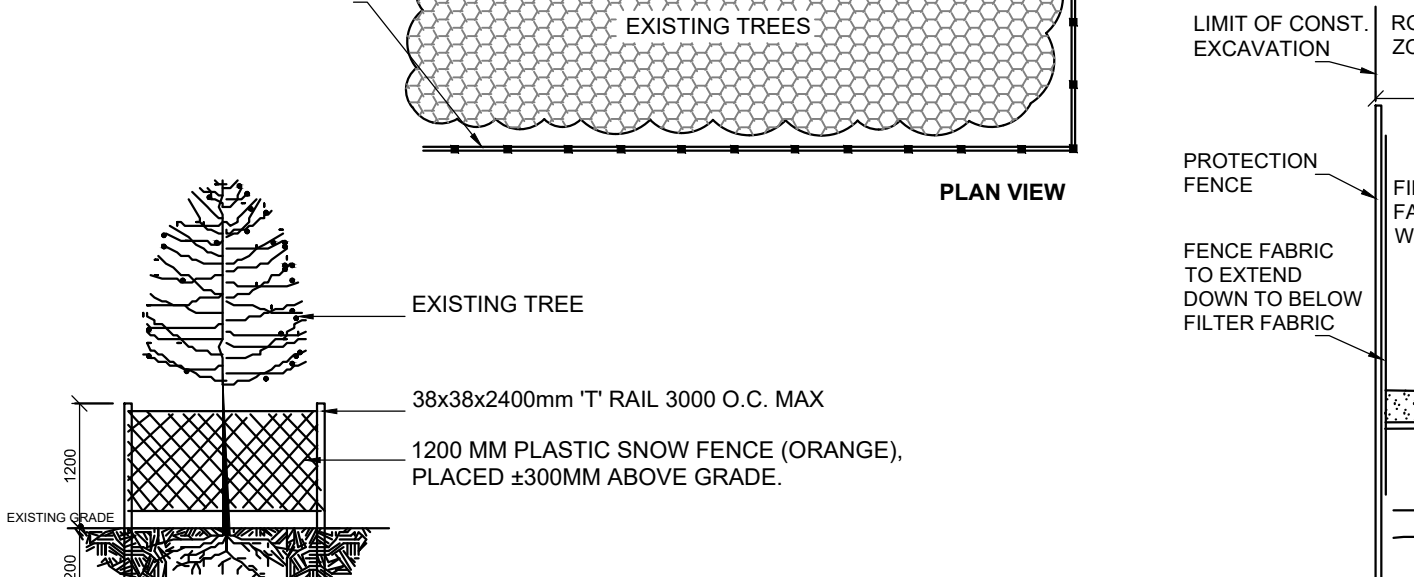 EXISTING TREES
PLAN VIEW
EXISTING TREE
38x38x2400mm 'T' RAIL 3000 O.C. MAX
1200 MM PLASTIC SNOW FENCE (ORANGE),
PLACED ±300MM ABOVE GRADE.
1200
EXISTING GRADE
LIMIT OF CONST.
EXCAVATION
PROTECTION
FENCE
FENCE FABRIC
TO EXTEND
DOWN TO BELOW
FILTER FABRIC